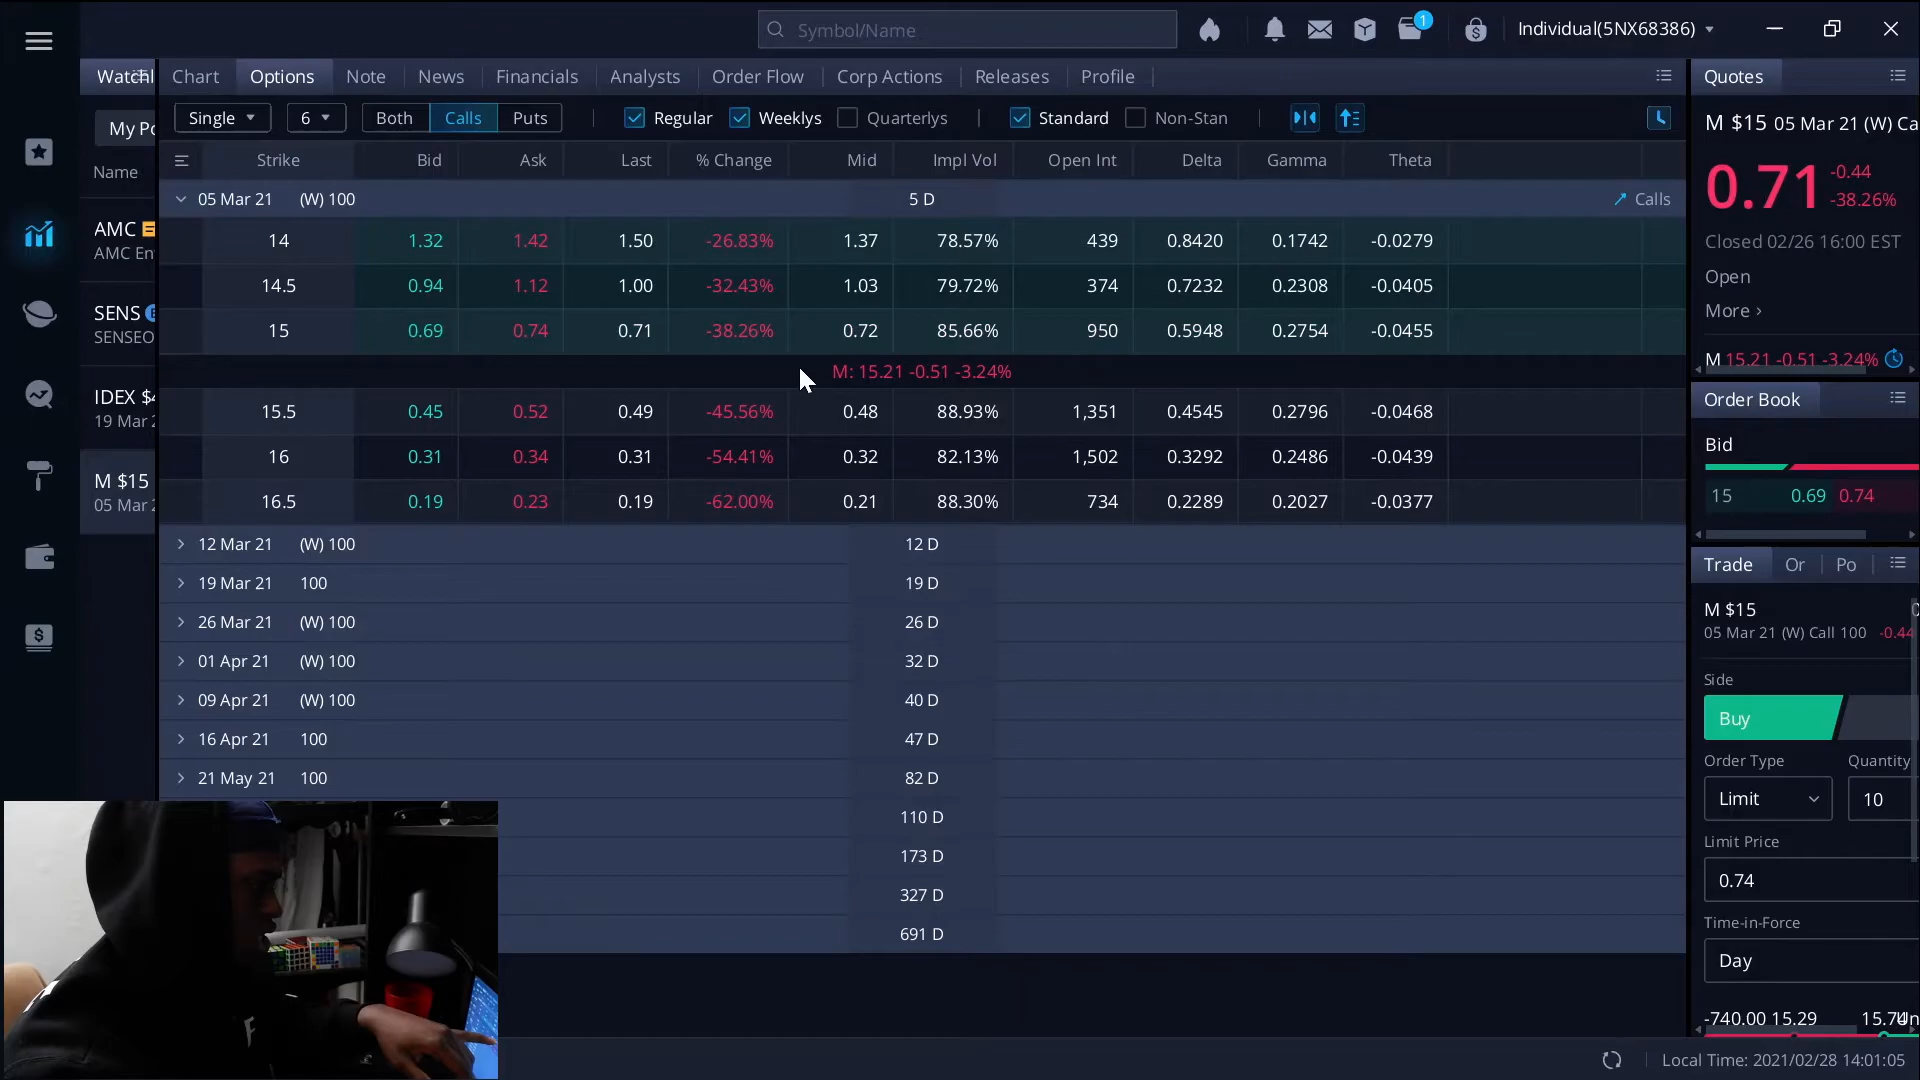 Symbol/Name
1
Individual(5NX68386)
Chart Options Note News Financials Analysts Order Flow Corp Actions Releases Profile
Single 6 Both Calls Puts Regular Weeklys Quarterlys Standard Non-Stan
Name
AMC
AMC En
SENS
SENSEO
IDEX $4
19 Mar 2
M $15
05 Mar 2
Strike Bid Ask Last % Change Mid Impl Vol Open Int Delta Gamma Theta
05 Mar 21 (W) 100 5 D Calls
14 1.32 1.42 1.50 -26.83% 1.37 78.57% 439 0.8420 0.1742 -0.0279
14.5 0.94 1.12 1.00 -32.43% 1.03 79.72% 374 0.7232 0.2308 -0.0405
15 0.69 0.74 0.71 -38.26% 0.72 85.66% 950 0.5948 0.2754 -0.0455
M: 15.21 -0.51 -3.24%
15.5 0.45 0.52 0.49 -45.56% 0.48 88.93% 1,351 0.4545 0.2796 -0.0468
16 0.31 0.34 0.31 -54.41% 0.32 82.13% 1,502 0.3292 0.2486 -0.0439
16.5 0.19 0.23 0.19 -62.00% 0.21 88.30% 734 0.2289 0.2027 -0.0377
12 Mar 21 (W) 100 12 D
19 Mar 21 100 19 D
26 Mar 21 (W) 100 26 D
01 Apr 21 (W) 100 32 D
09 Apr 21 (W) 100 40 D
16 Apr 21 100 47 D
21 May 21 100 82 D
110 D
173 D
327 D
691 D
Quotes
M $15 05 Mar 21 (W) Ca
0.71 -0.44
-38.26%
Closed 02/26 16:00 EST
Open
More
M 15.21 -0.51 -3.24%
Order Book
Bid
15 0.69 0.74
Trade Or Po
M $15
05 Mar 21 (W) Call 100 -0.44
Side
Buy
Order Type Quantity
Limit 10
Limit Price
0.74
Time-in-Force
Day
-740.00 15.29
Local Time: 2021/02/28 14:01:05